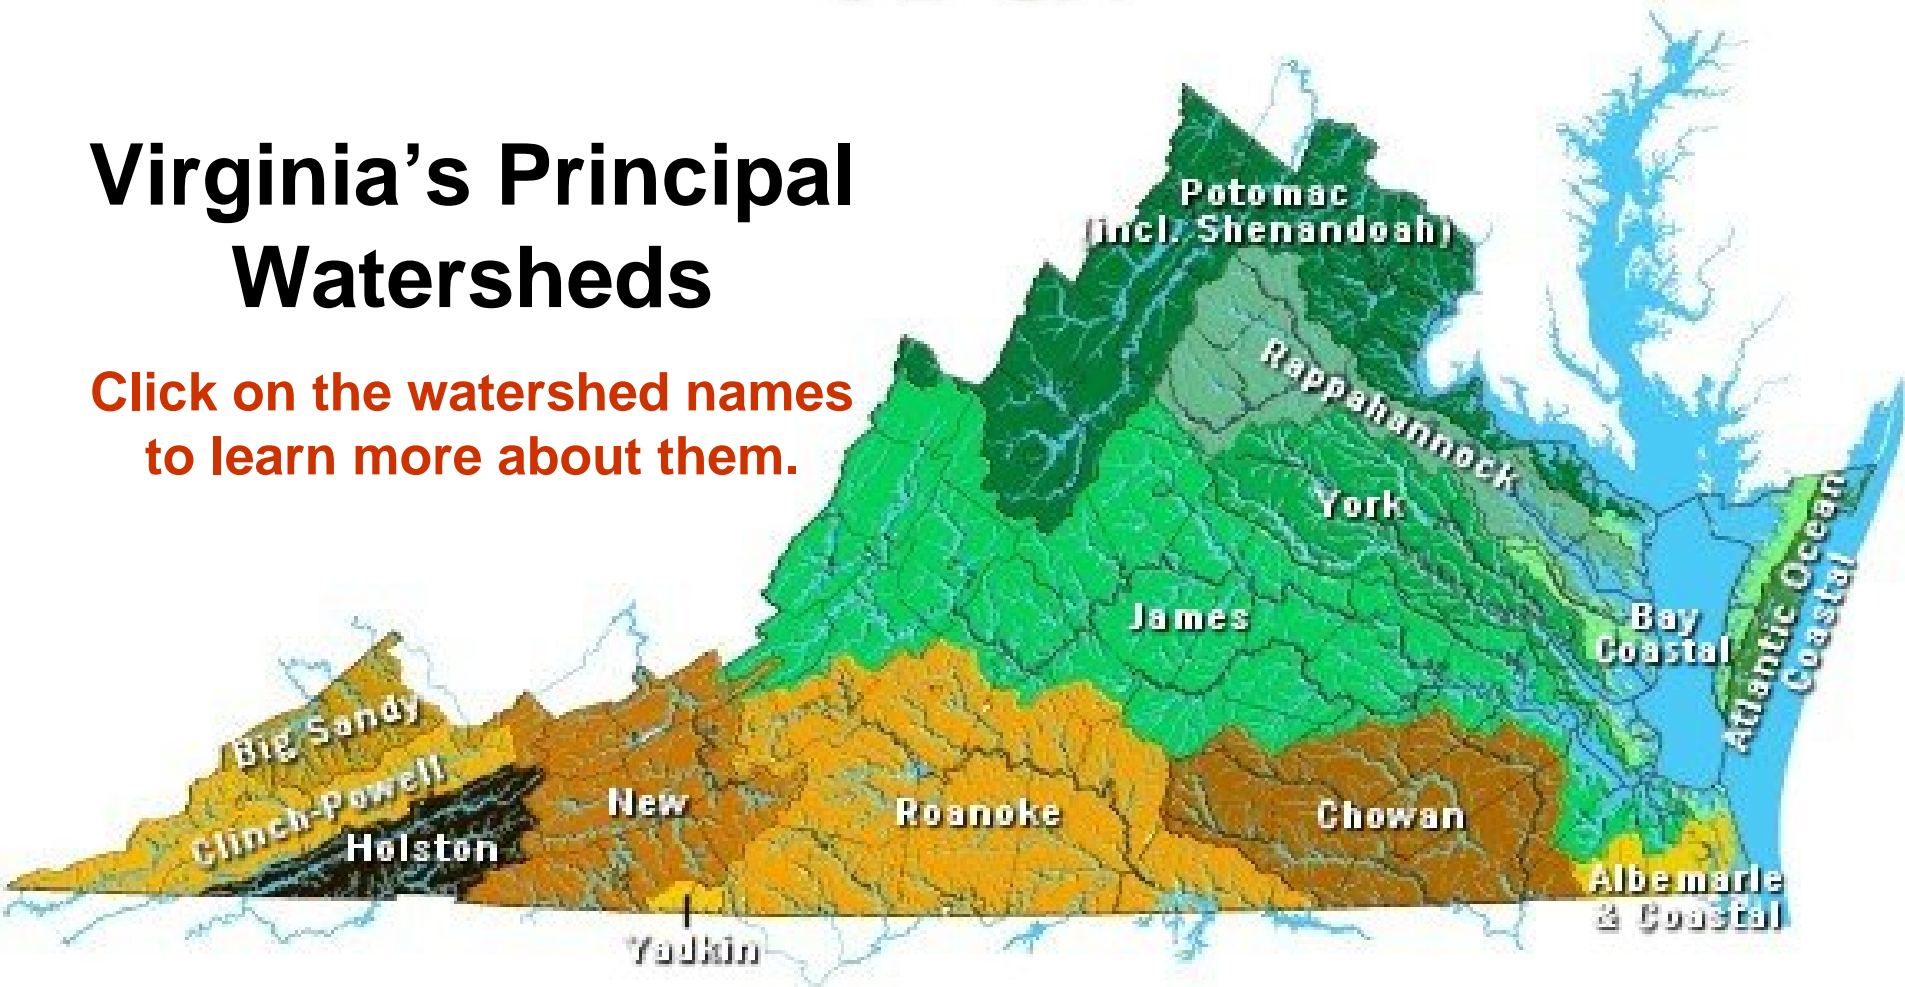 Virginia’s Principal
Watersheds
Click on the watershed names
to learn more about them.
Potomac
(incl. Shenandoah)
Rappahannock
York
James
Bay
Coastal
Atlantic Ocean
Coastal
Big Sandy
Clinch-Powell
Holston
New
Roanoke
Chowan
Albemarle
& Coastal
Yadkin